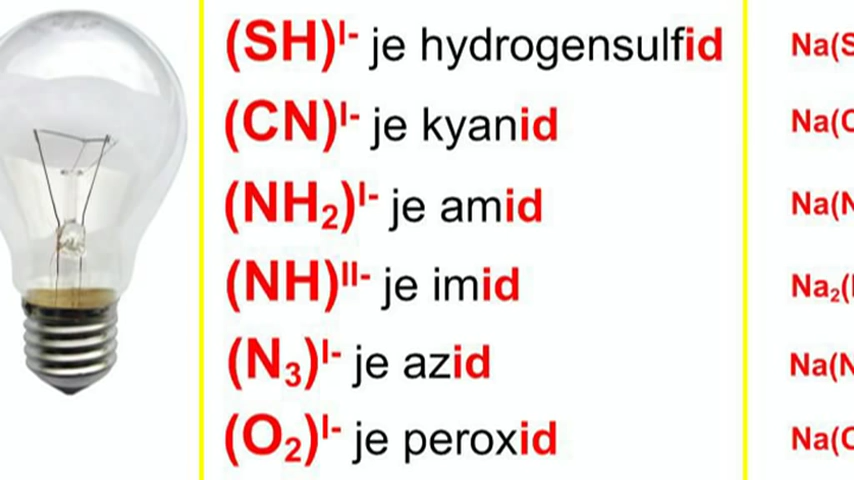 (SH)ᴵ⁻ je hydrogensulfid
(CN)ᴵ⁻ je kyanid
(NH₂)ᴵ⁻ je amid
(NH)ᴵᴵ⁻ je imid
(N₃)ᴵ⁻ je azid
(O₂)ᴵ⁻ je peroxid